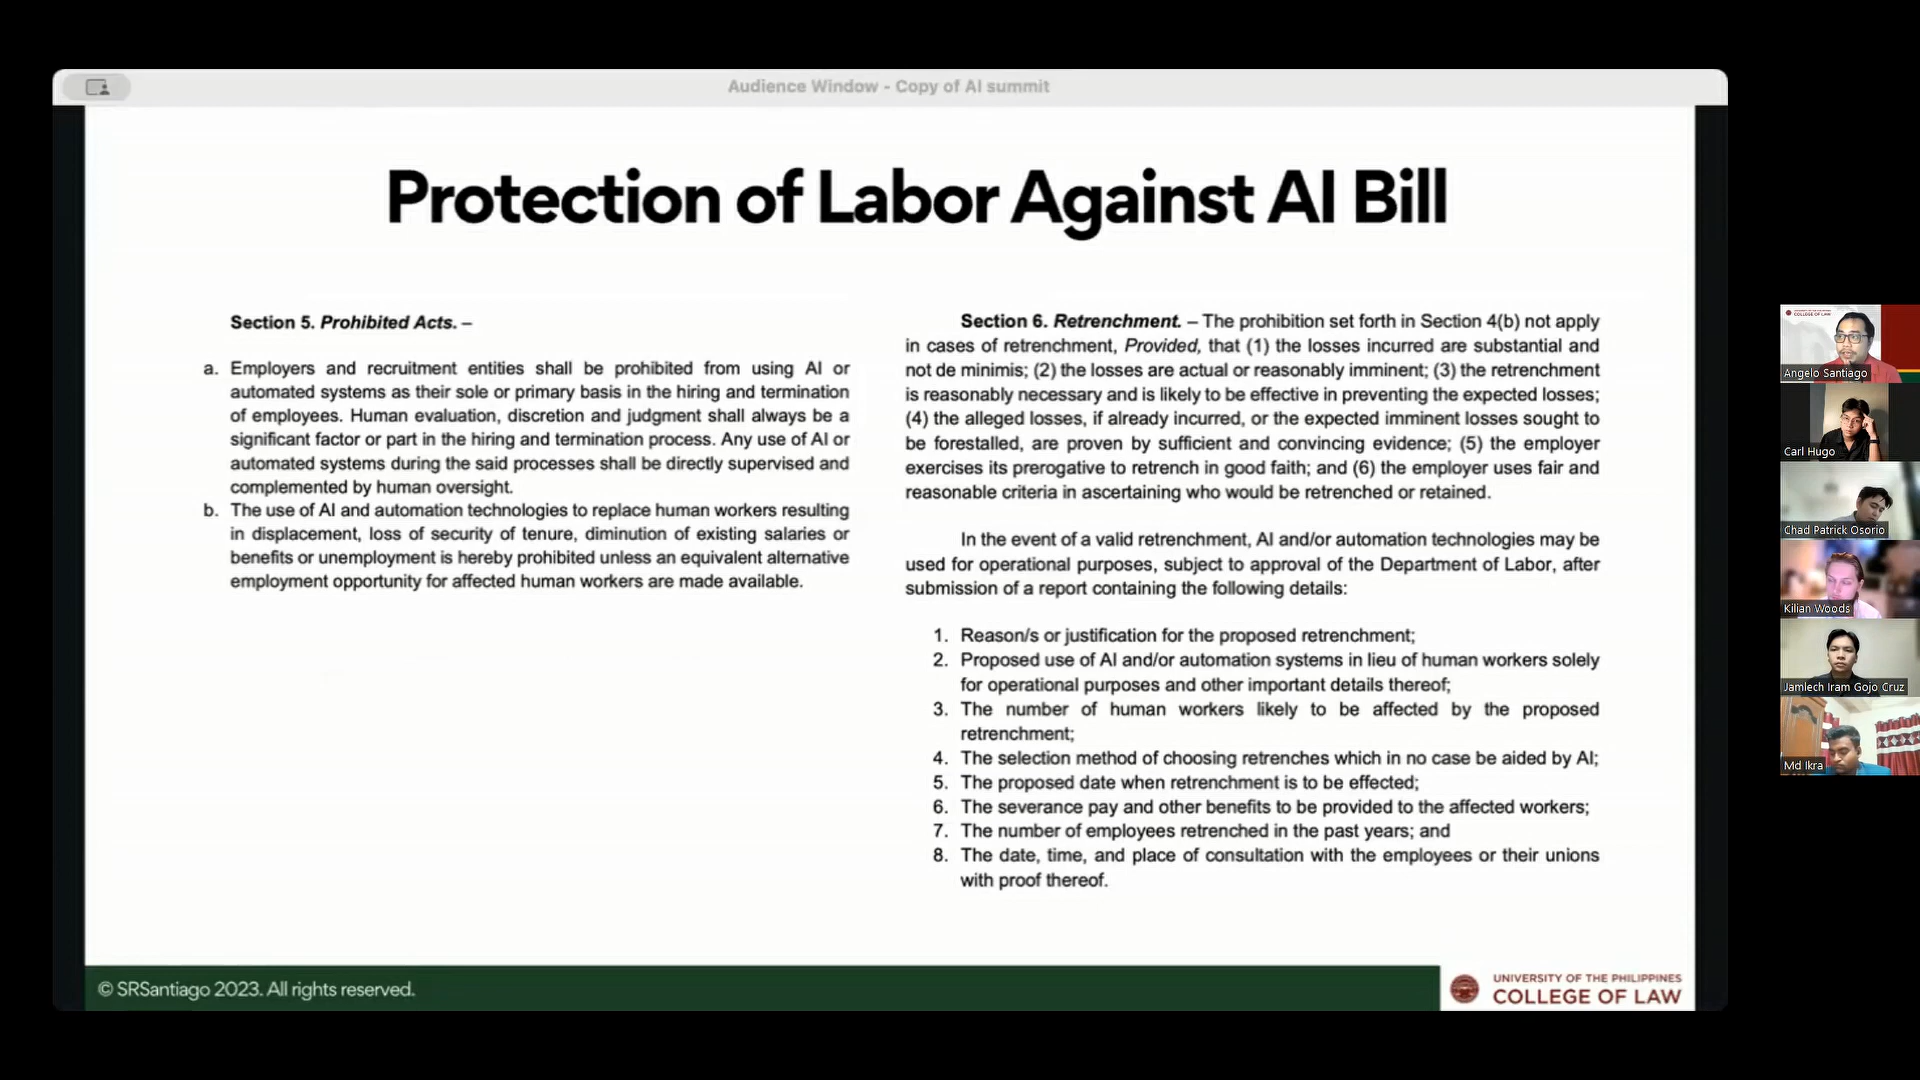 Audience Window - Copy of AI summit
Protection of Labor Against AI Bill
Section 5. Prohibited Acts. –
a. Employers and recruitment entities shall be prohibited from using AI or
automated systems as their sole or primary basis in the hiring and termination
of employees. Human evaluation, discretion and judgment shall always be a
significant factor or part in the hiring and termination process. Any use of AI or
automated systems during the said processes shall be directly supervised and
complemented by human oversight.
b. The use of AI and automation technologies to replace human workers resulting
in displacement, loss of security of tenure, diminution of existing salaries or
benefits or unemployment is hereby prohibited unless an equivalent alternative
employment opportunity for affected human workers are made available.
Section 6. Retrenchment. – The prohibition set forth in Section 4(b) not apply
in cases of retrenchment, Provided, that (1) the losses incurred are substantial and
not de minimis; (2) the losses are actual or reasonably imminent; (3) the retrenchment
is reasonably necessary and is likely to be effective in preventing the expected losses;
(4) the alleged losses, if already incurred, or the expected imminent losses sought to
be forestalled, are proven by sufficient and convincing evidence; (5) the employer
exercises its prerogative to retrench in good faith; and (6) the employer uses fair and
reasonable criteria in ascertaining who would be retrenched or retained.
In the event of a valid retrenchment, AI and/or automation technologies may be
used for operational purposes, subject to approval of the Department of Labor, after
submission of a report containing the following details:
1. Reason/s or justification for the proposed retrenchment;
2. Proposed use of AI and/or automation systems in lieu of human workers solely
for operational purposes and other important details thereof;
3. The number of human workers likely to be affected by the proposed
retrenchment;
4. The selection method of choosing retrenches which in no case be aided by AI;
5. The proposed date when retrenchment is to be effected;
6. The severance pay and other benefits to be provided to the affected workers;
7. The number of employees retrenched in the past years; and
8. The date, time, and place of consultation with the employees or their unions
with proof thereof.
© SRSantiago 2023. All rights reserved.
UNIVERSITY OF THE PHILIPPINES
COLLEGE OF LAW
COLLEGE OF LAW
Angelo Santiago
Carl Hugo
Chad Patrick Osorio
Kilian Woods
Jamlech Iram Gojo Cruz
Md Ikra